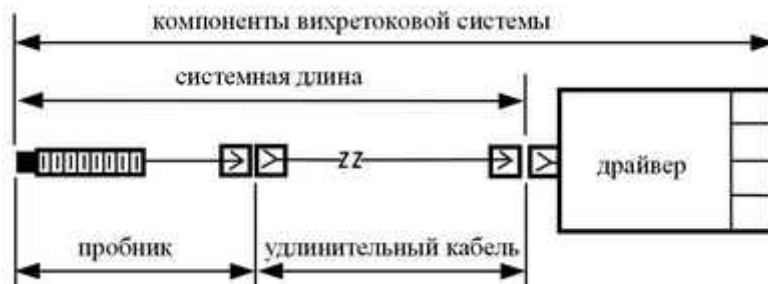 компоненты вихретоковой системы
системная длина
драйвер
пробник
удлинительный кабель